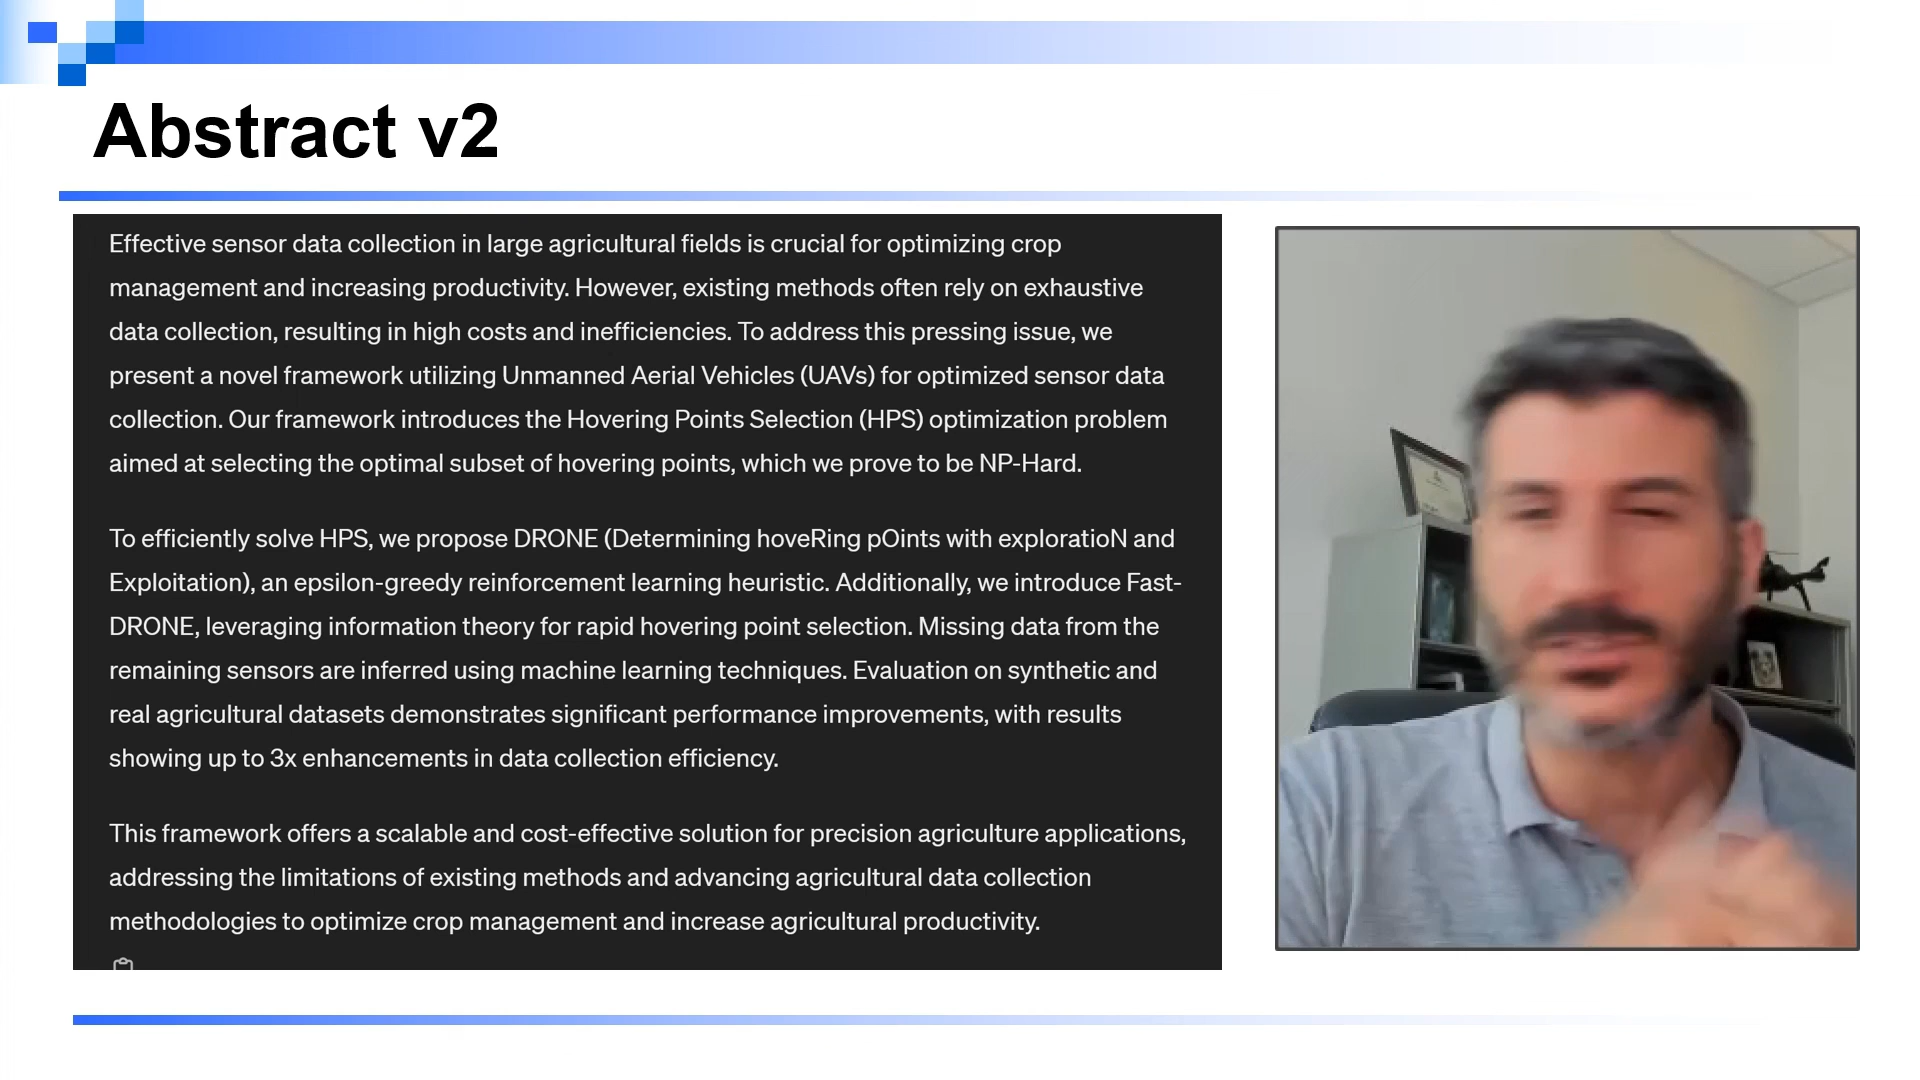 Abstract v2
Effective sensor data collection in large agricultural fields is crucial for optimizing crop
management and increasing productivity. However, existing methods often rely on exhaustive
data collection, resulting in high costs and inefficiencies. To address this pressing issue, we
present a novel framework utilizing Unmanned Aerial Vehicles (UAVs) for optimized sensor data
collection. Our framework introduces the Hovering Points Selection (HPS) optimization problem
aimed at selecting the optimal subset of hovering points, which we prove to be NP-Hard.
To efficiently solve HPS, we propose DRONE (Determining hoveRing pOints with exploratioN and
Exploitation), an epsilon-greedy reinforcement learning heuristic. Additionally, we introduce Fast-
DRONE, leveraging information theory for rapid hovering point selection. Missing data from the
remaining sensors are inferred using machine learning techniques. Evaluation on synthetic and
real agricultural datasets demonstrates significant performance improvements, with results
showing up to 3x enhancements in data collection efficiency.
This framework offers a scalable and cost-effective solution for precision agriculture applications,
addressing the limitations of existing methods and advancing agricultural data collection
methodologies to optimize crop management and increase agricultural productivity.